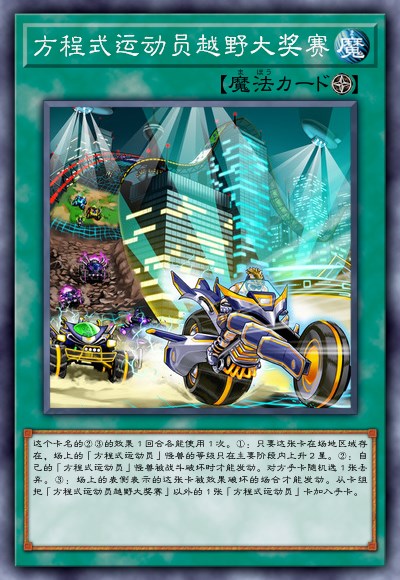 方程式运动员越野大奖赛
魔
【魔法カード】
ま ほう
这个卡名的②③的效果1回合各能使用1次。①：只要这张卡在场地区域存
在，场上的「方程式运动员」怪兽的等级只在主要阶段内上升2星。②：自
己的「方程式运动员」怪兽被战斗破坏时才能发动。对方手卡随机选1张丢
弃。③：场上的表侧表示的这张卡被效果破坏的场合才能发动。从卡组
把「方程式运动员越野大奖赛」以外的1张「方程式运动员」卡加入手卡。